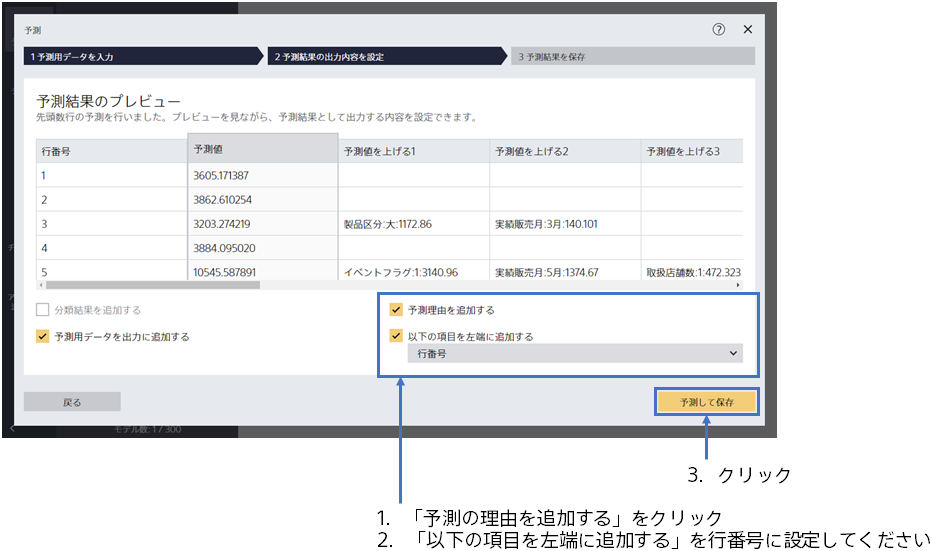 予測
1 予測用データを入力
2 予測結果の出力内容を設定
3 予測結果を保存
予測結果のプレビュー
先頭数行の予測を行いました。プレビューを見ながら、予測結果として出力する内容を設定できます。
行番号 予測値 予測値を上げる1 予測値を上げる2 予測値を上げる3
1 3605.171387
2 3862.610254
3 3203.274219 製品区分:大:1172.86 実績販売月:3月:140.101
4 3884.095020
5 10545.587891 イベントフラグ:1:3140.96 実績販売月:5月:1374.67 取扱店舗数:1:472.323
分類結果を追加する
予測用データを出力に追加する
予測理由を追加する
以下の項目を左端に追加する
行番号
戻る
予測して保存
モデル数: 1 / 300
3. クリック
1. 「予測の理由を追加する」をクリック
2. 「以下の項目を左端に追加する」を行番号に設定してください